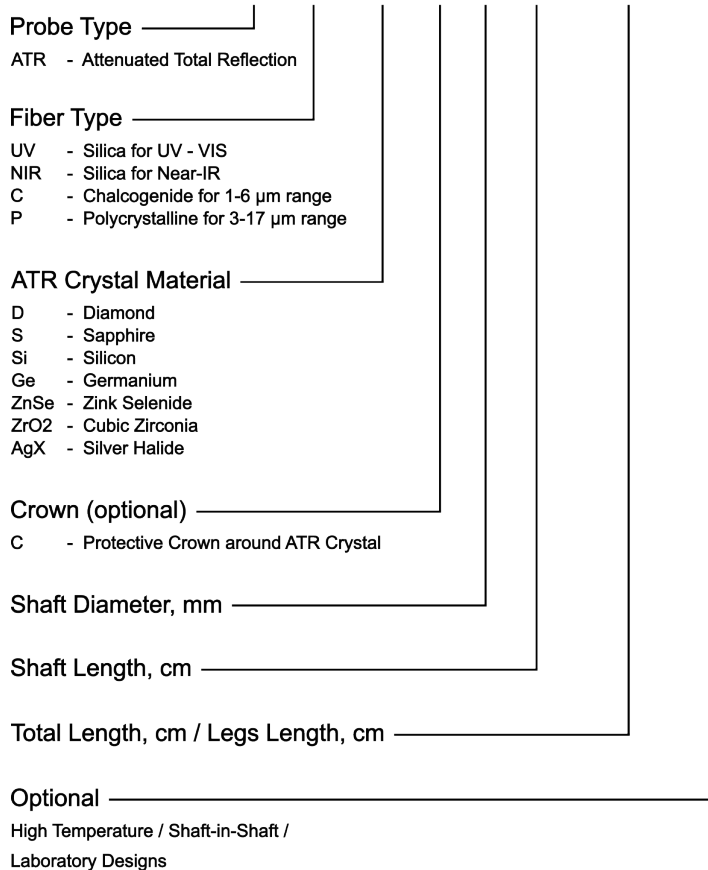 Probe Type
ATR - Attenuated Total Reflection
Fiber Type
UV - Silica for UV - VIS
NIR - Silica for Near-IR
C - Chalcogenide for 1-6 µm range
P - Polycrystalline for 3-17 µm range
ATR Crystal Material
D - Diamond
S - Sapphire
Si - Silicon
Ge - Germanium
ZnSe - Zink Selenide
ZrO2 - Cubic Zirconia
AgX - Silver Halide
Crown (optional)
C - Protective Crown around ATR Crystal
Shaft Diameter, mm
Shaft Length, cm
Total Length, cm / Legs Length, cm
Optional
High Temperature / Shaft-in-Shaft /
Laboratory Designs